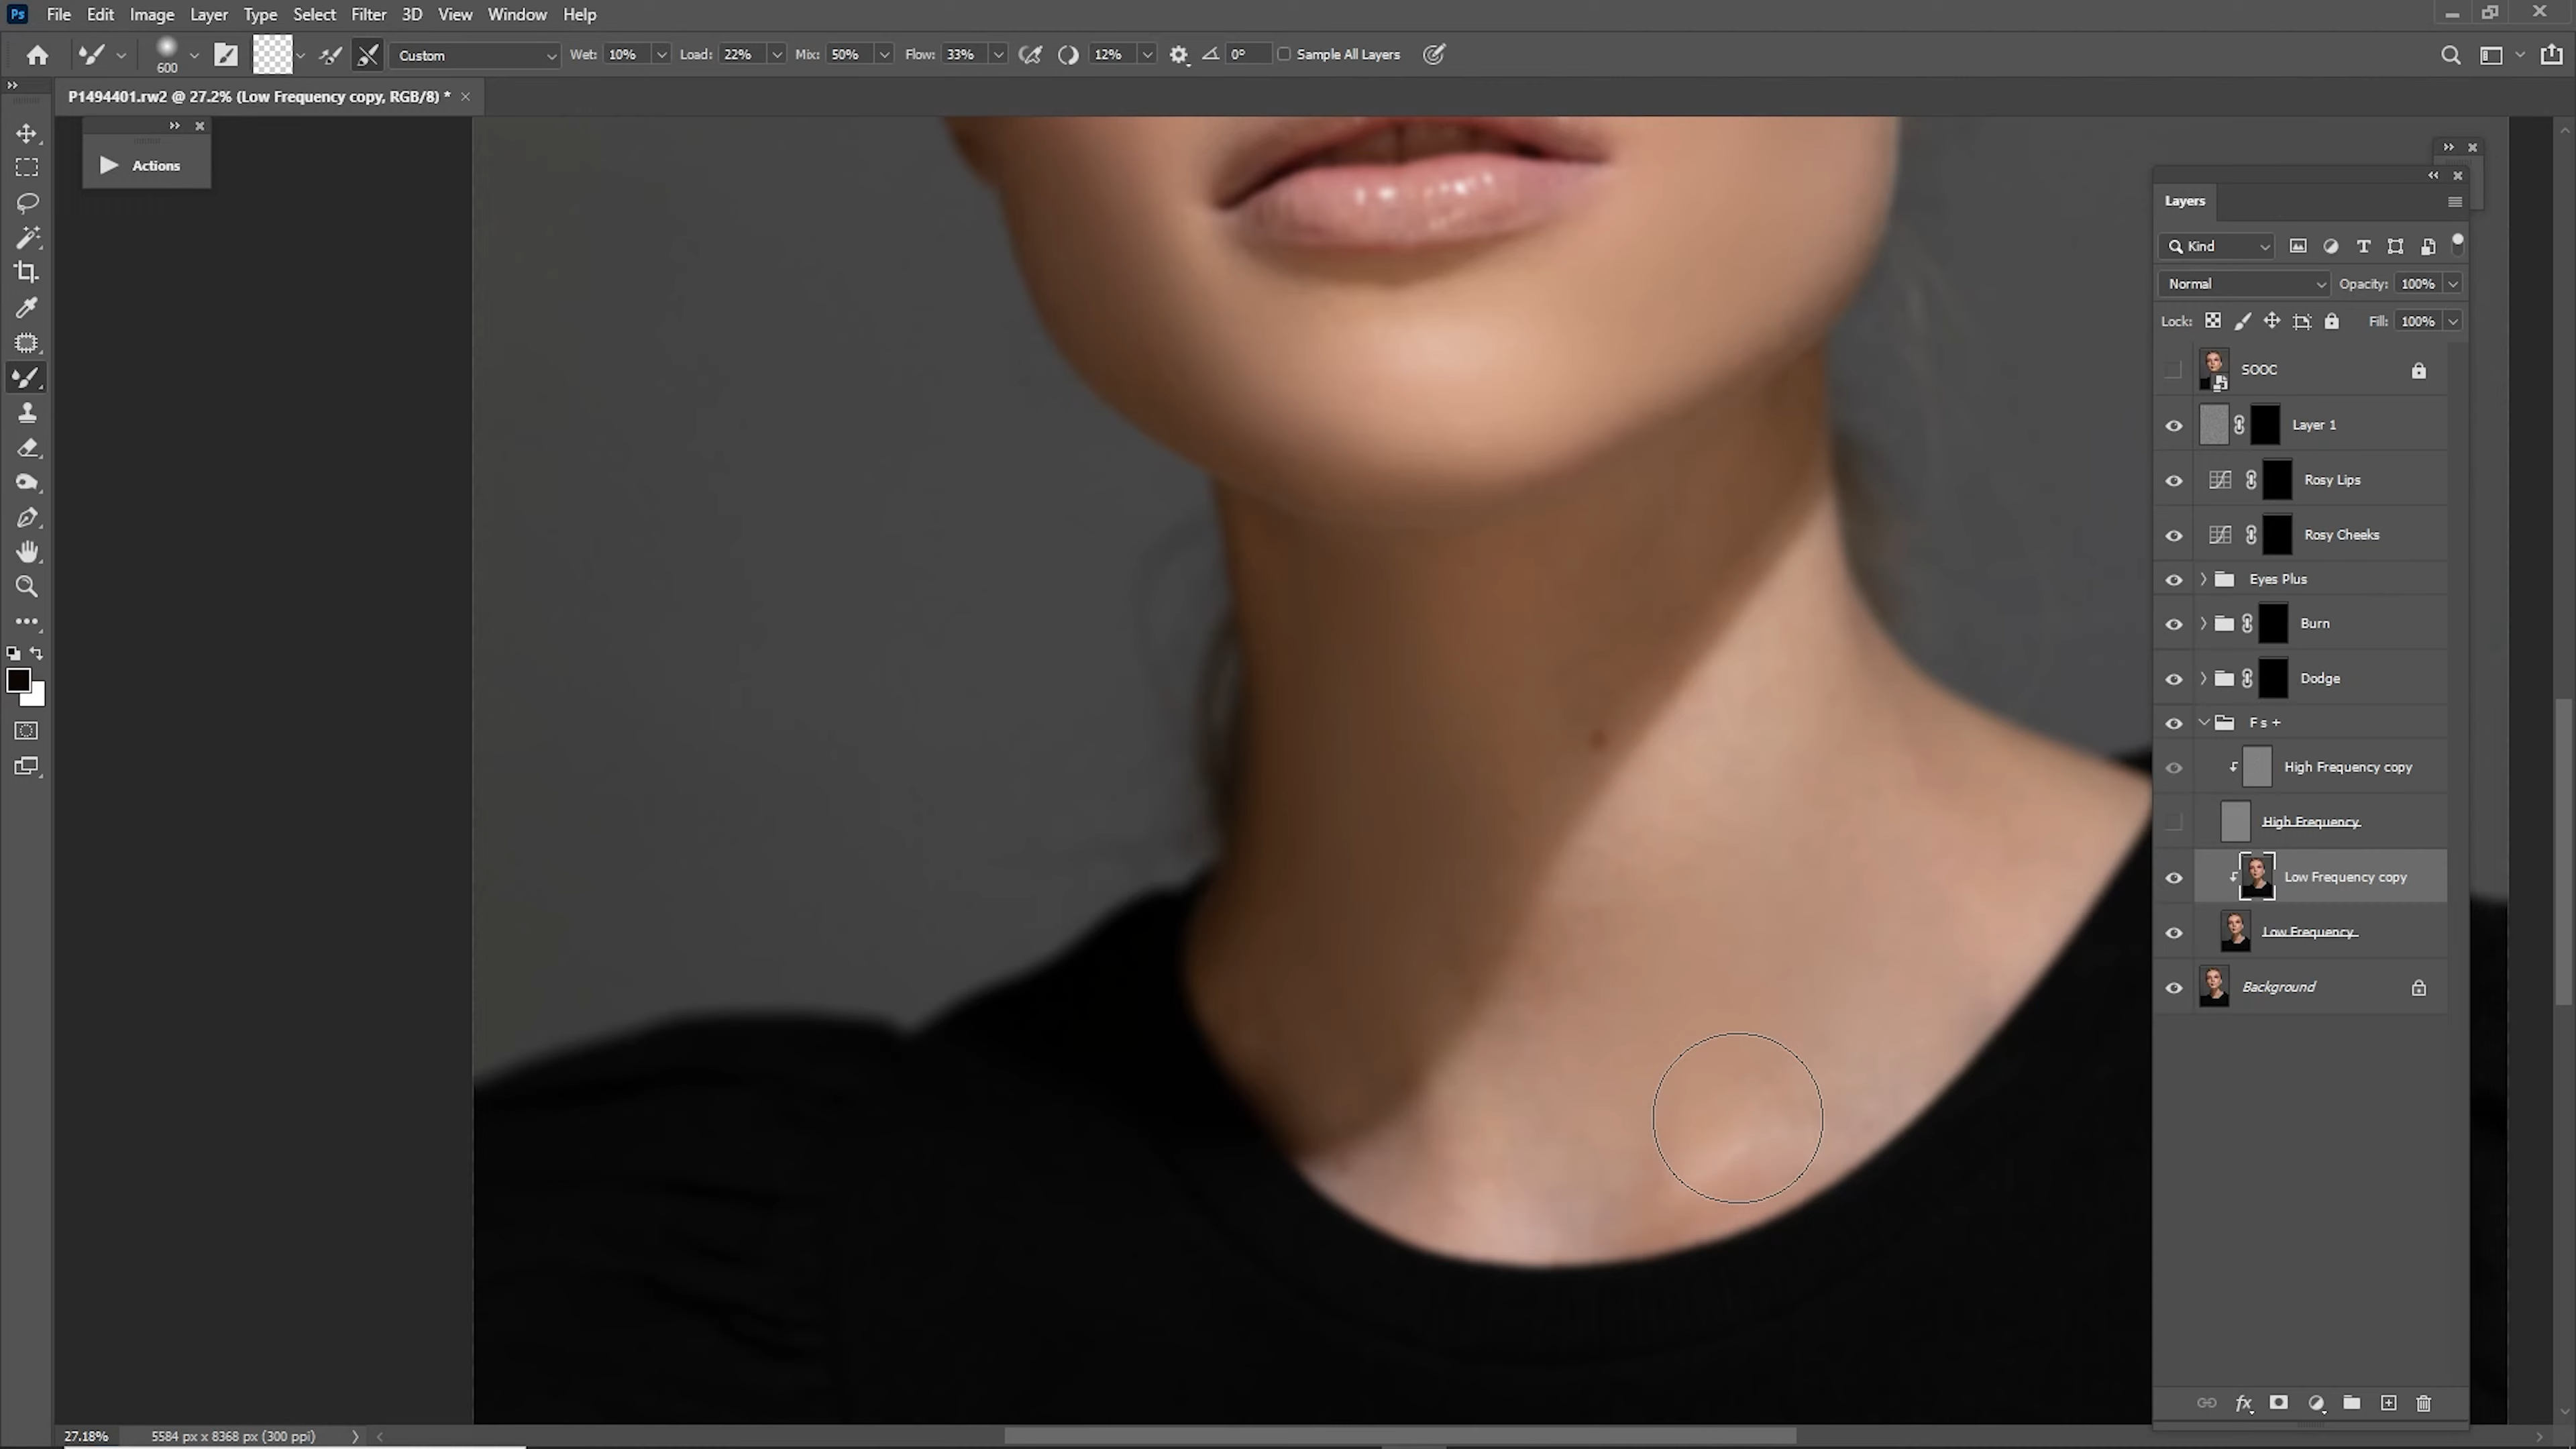 Ps File Edit Image Layer Type Select Filter 3D View Window Help
600 Custom Wet: 10% Load: 22% Mix: 50% Flow: 33% 12% 0° Sample All Layers
P1494401.rw2 @ 27.2% (Low Frequency copy, RGB/8) *
Actions
Layers
Kind
Normal Opacity: 100%
Lock: Fill: 100%
SOOC
Layer 1
Rosy Lips
Rosy Cheeks
Eyes Plus
Burn
Dodge
F s +
High Frequency copy
High Frequency
Low Frequency copy
Low Frequency
Background
fx
27.18% 5584 px x 8368 px (300 ppi)